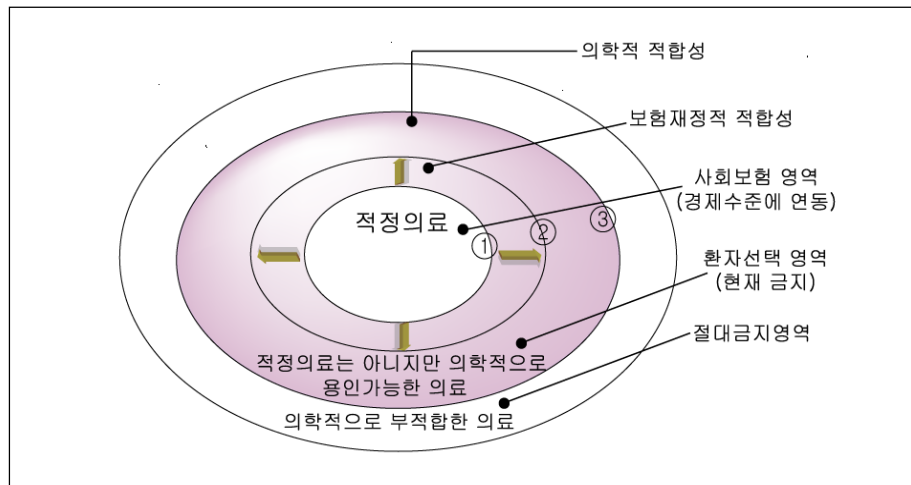 의학적 적합성
보험재정적 적합성
사회보험 영역
(경제수준에 연동)
적정의료
①
②
③
환자선택 영역
(현재 금지)
절대금지영역
적정의료는 아니지만 의학적으로
용인가능한 의료
의학적으로 부적합한 의료